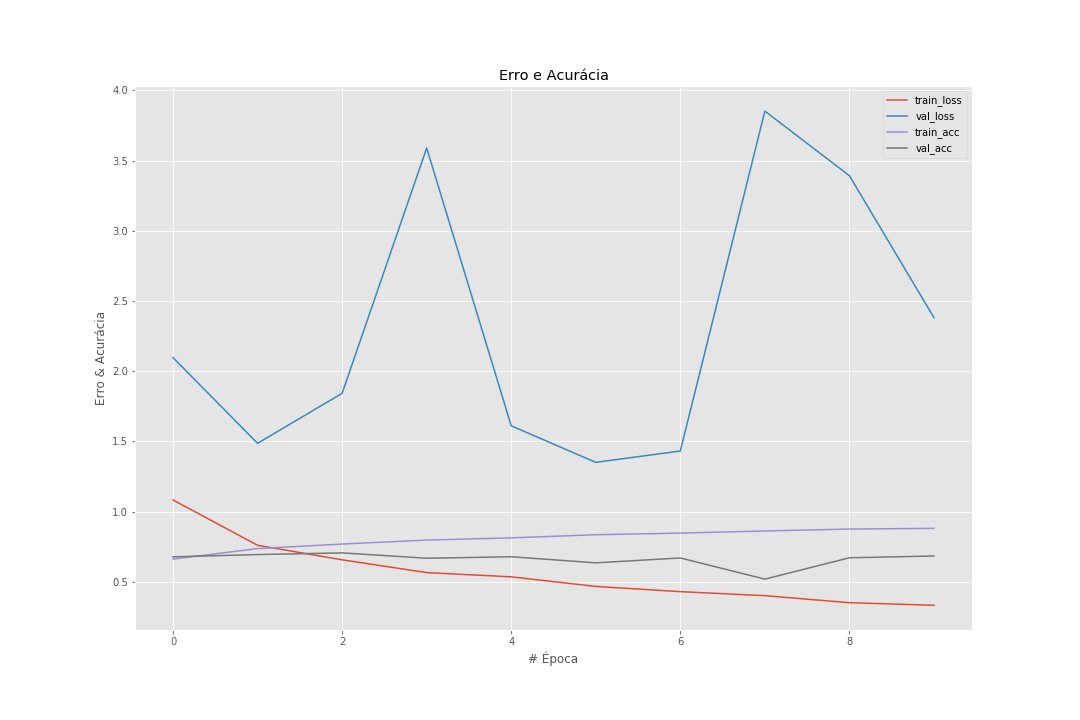 Erro e Acurácia
train_loss
val_loss
train_acc
val_acc
4.0
3.5
3.0
2.5
2.0
1.5
1.0
0.5
Erro & Acurácia
0 2 4 6 8
# Época